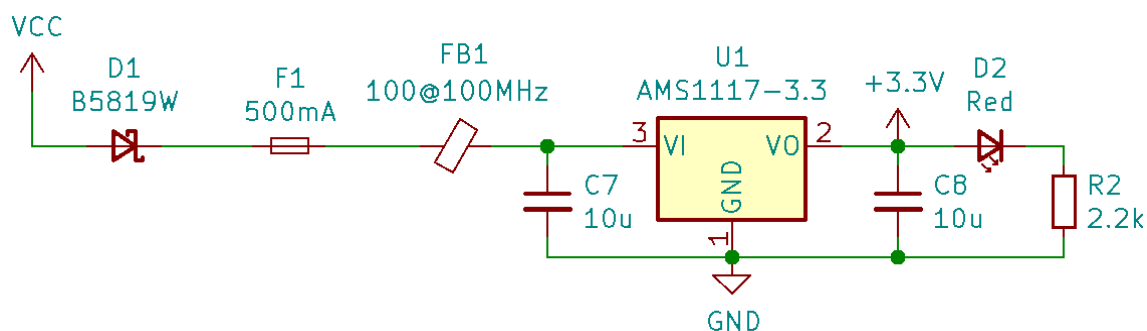 VCC
D1
B5819W
F1
500mA
FB1
100@100MHz
U1
AMS1117-3.3
3
VI
VO
2
GND
1
+3.3V
D2
Red
C7
10u
C8
10u
R2
2.2k
GND